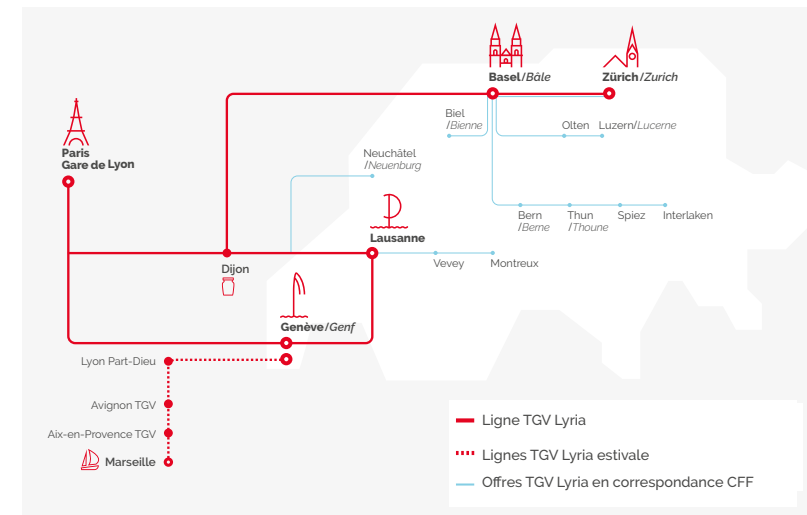 Basel/Bâle
Zürich/Zurich
Biel
/Bienne
Olten
Luzern/Lucerne
Paris
Gare de Lyon
Neuchâtel
/Neuenburg
Bern
/Berne
Thun
/Thoune
Spiez
Interlaken
Lausanne
Dijon
Vevey
Montreux
Genève/Genf
Lyon Part-Dieu
Avignon TGV
Aix-en-Provence TGV
Marseille
Ligne TGV Lyria
Lignes TGV Lyria estivale
Offres TGV Lyria en correspondance CFF